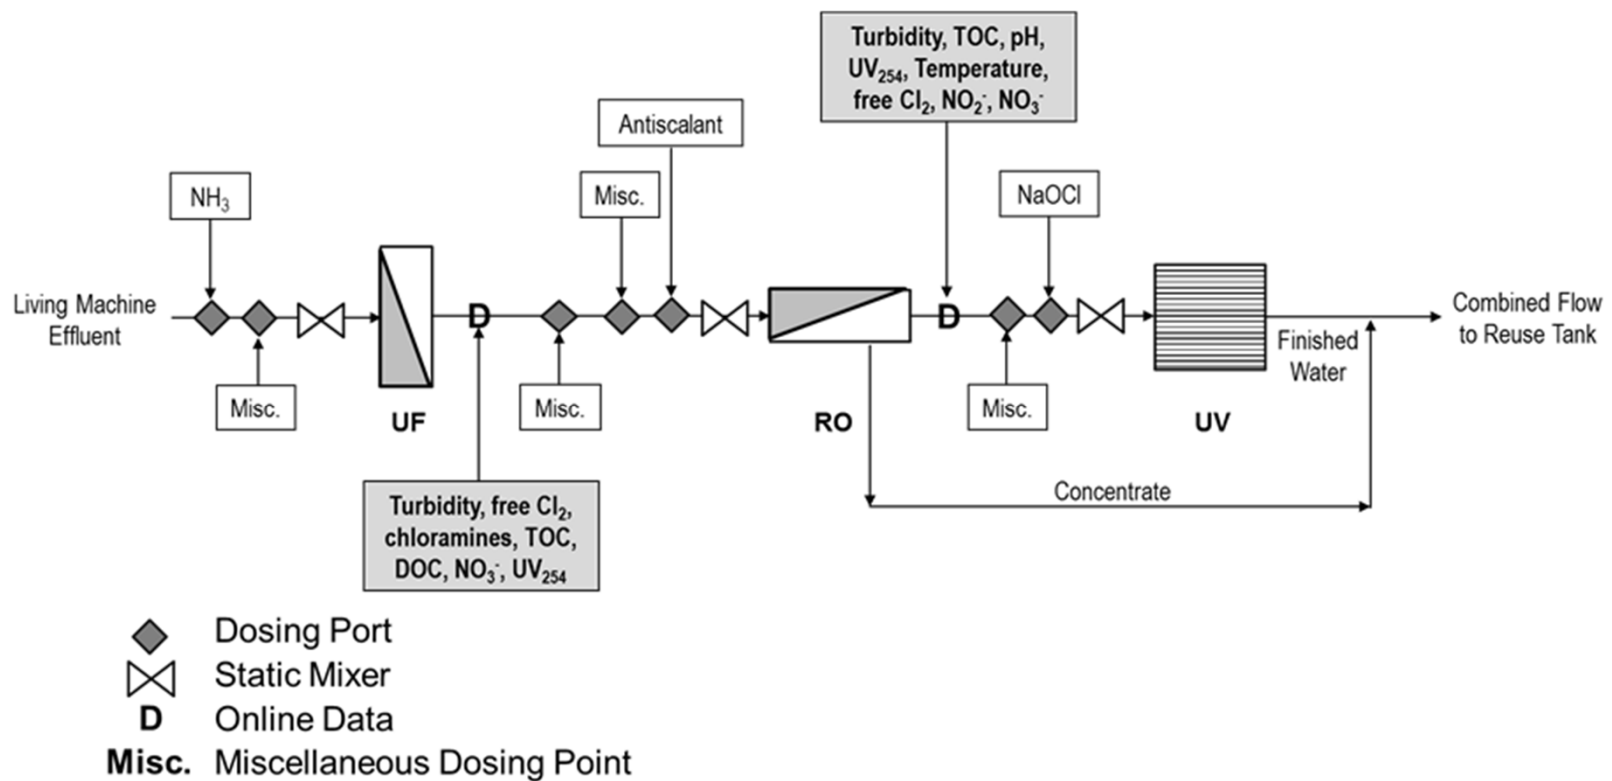 Turbidity, TOC, pH,
UV₂₅₄, Temperature,
free Cl₂, NO₂⁻, NO₃⁻
Antiscalant
NH₃
Misc.
NaOCl
Living Machine
Effluent
D
D
Combined Flow
to Reuse Tank
Finished
Water
Misc.
Misc.
Misc.
UF
RO
UV
Concentrate
Turbidity, free Cl₂,
chloramines, TOC,
DOC, NO₃⁻, UV₂₅₄
Dosing Port
Static Mixer
D Online Data
Misc. Miscellaneous Dosing Point